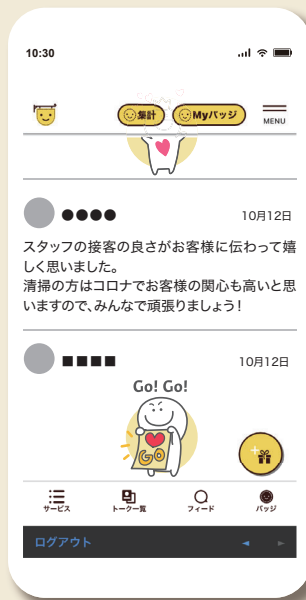 10:30
集計
Myバッジ
MENU
●●●● 10月12日
スタッフの接客の良さがお客様に伝わって嬉
しく思いました。
清掃の方はコロナでお客様の関心も高いと思
いますので、みんなで頑張りましょう！
■■■■ 10月12日
Go! Go!
GO
サービス
トーク一覧
フィード
バッジ
ログアウト